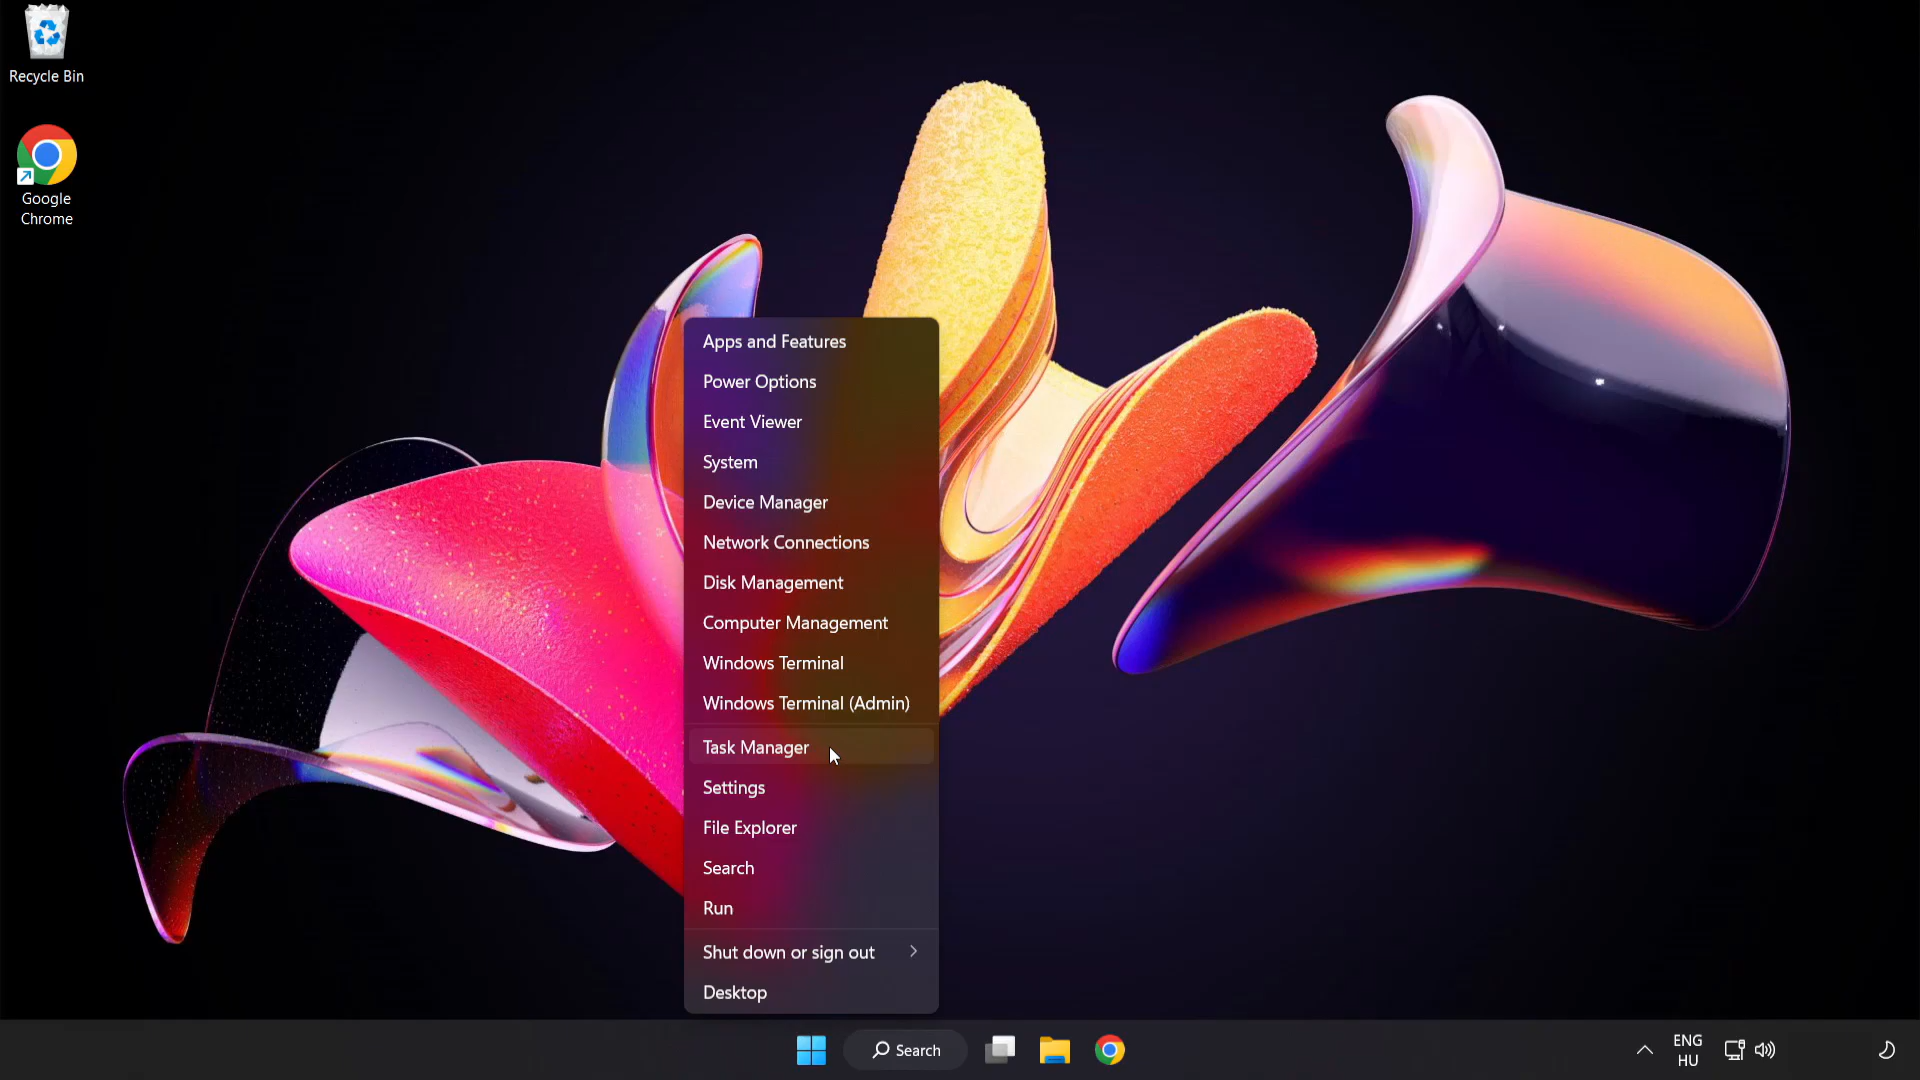 Recycle Bin
Google
Chrome
Apps and Features
Power Options
Event Viewer
System
Device Manager
Network Connections
Disk Management
Computer Management
Windows Terminal
Windows Terminal (Admin)
Task Manager
Settings
File Explorer
Search
Run
Shut down or sign out
Desktop
Search
ENG
HU